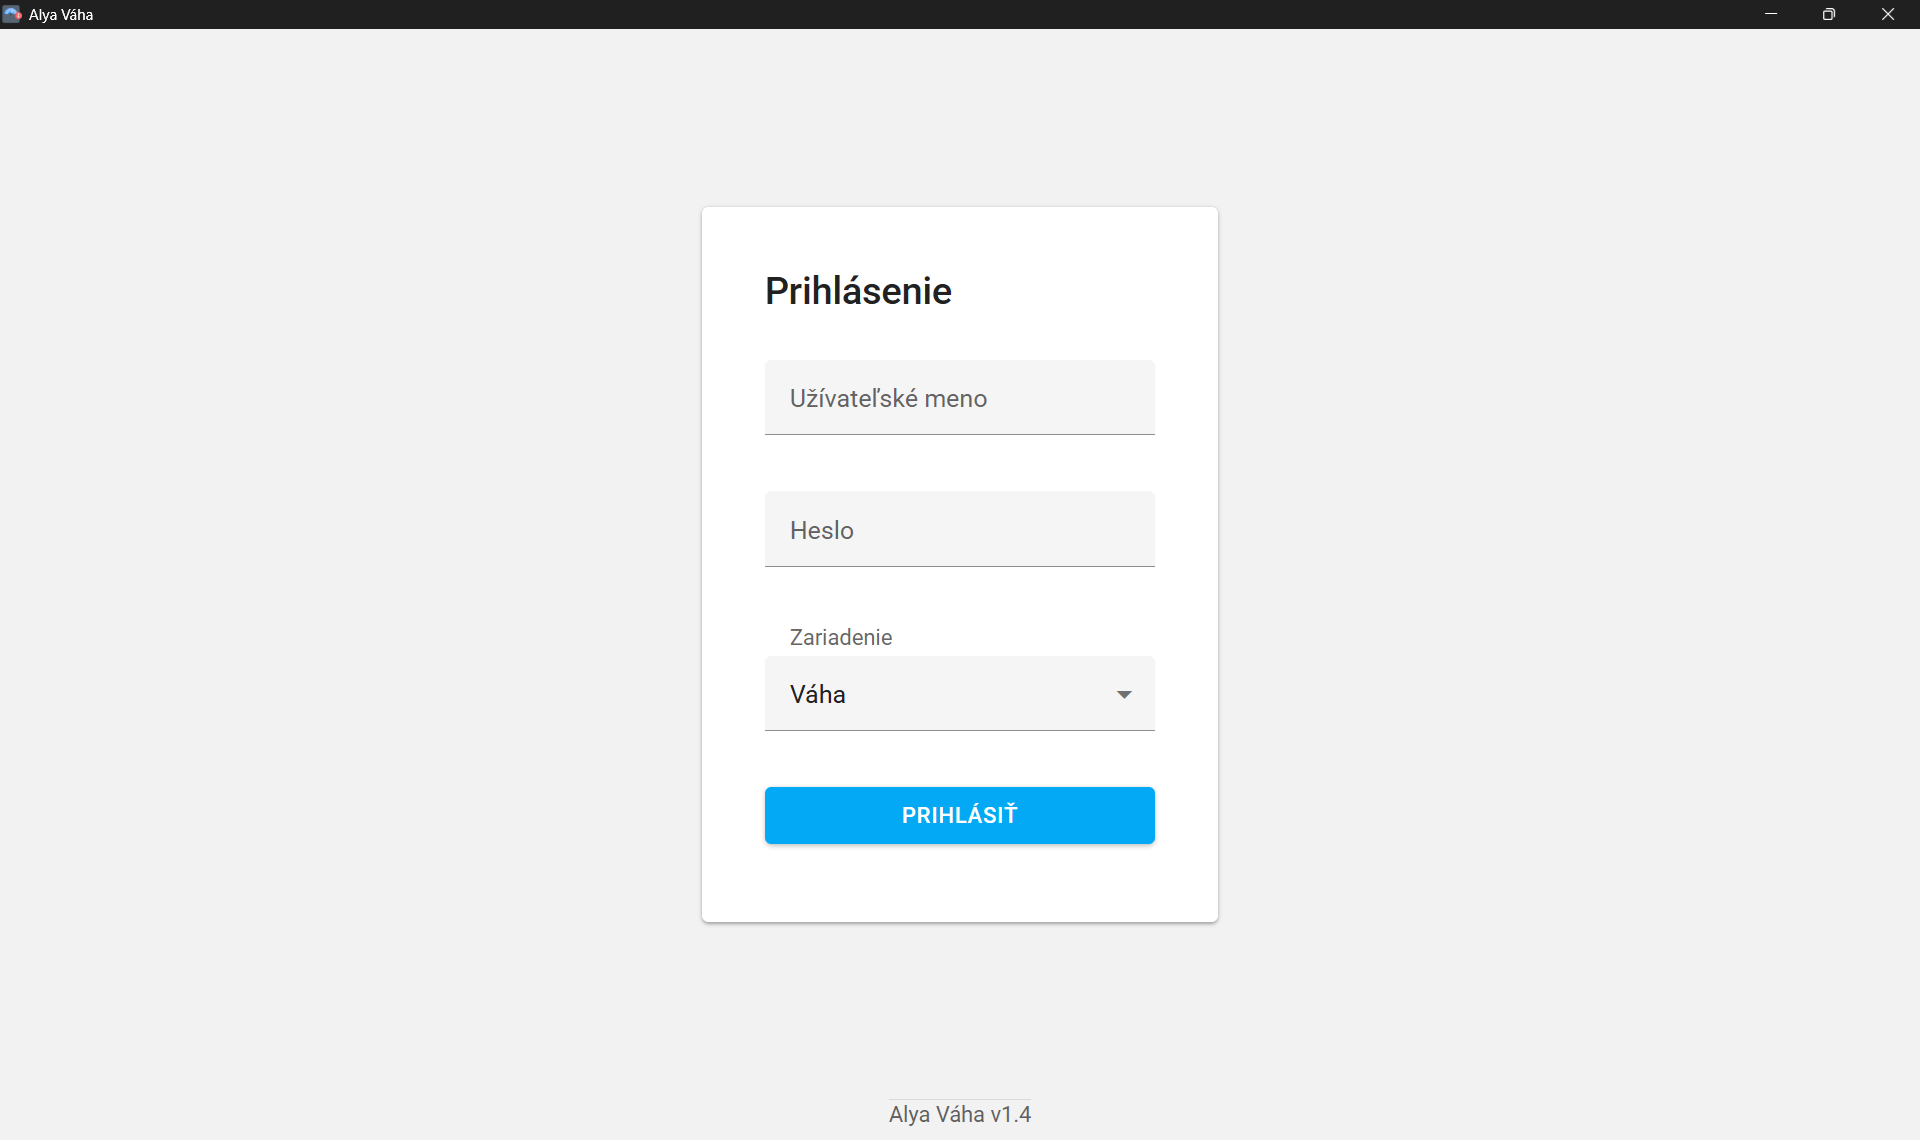 Alya Váha
Prihlásenie
Užívateľské meno
Heslo
Zariadenie
Váha
PRIHLÁSIŤ
Alya Váha v1.4